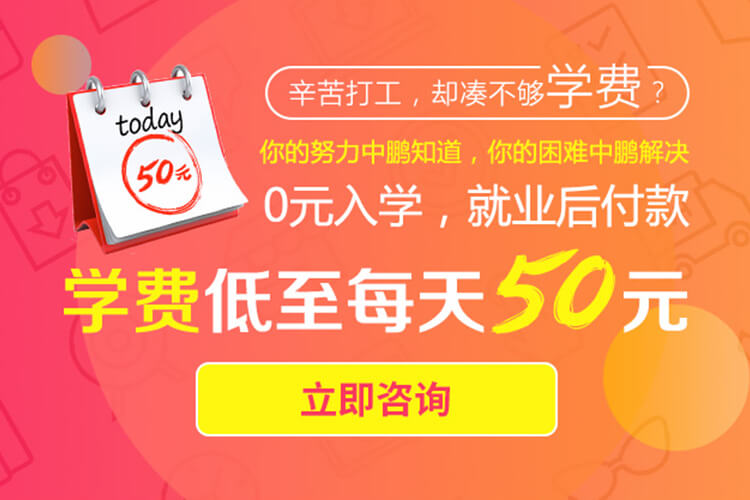 today
50元
辛苦打工，却凑不够学费？
你的努力中鹏知道，你的困难中鹏解决
0元入学，就业后付款
学费低至每天50元
立即咨询